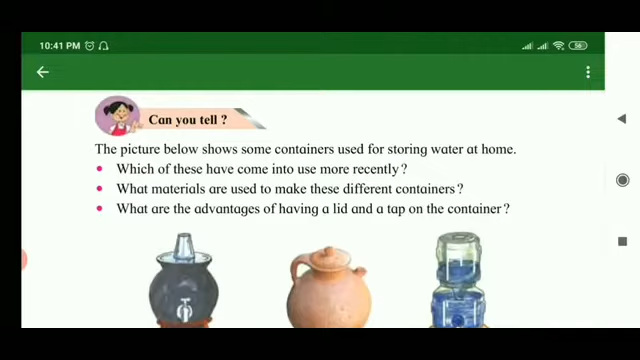 10:41 PM
58
Can you tell ?
The picture below shows some containers used for storing water at home.
• Which of these have come into use more recently?
• What materials are used to make these different containers?
• What are the advantages of having a lid and a tap on the container?